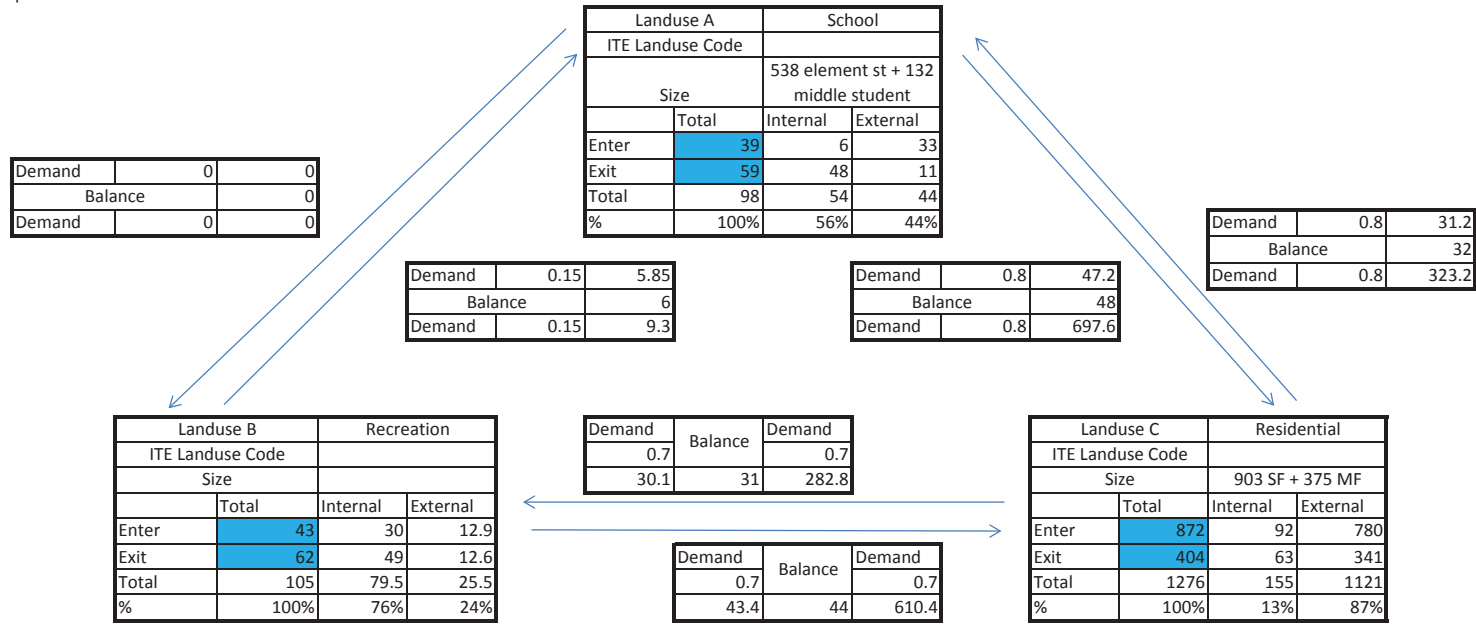 Landuse A School
ITE Landuse Code
Size 538 element st + 132 middle student
Total Internal External
Enter 39 6 33
Exit 59 48 11
Total 98 54 44
% 100% 56% 44%
Demand 0 0
Balance 0
Demand 0 0
Demand 0.8 31.2
Balance 32
Demand 0.8 323.2
Demand 0.15 5.85
Balance 6
Demand 0.15 9.3
Demand 0.8 47.2
Balance 48
Demand 0.8 697.6
Landuse B Recreation
ITE Landuse Code
Size
Total Internal External
Enter 43 30 12.9
Exit 62 49 12.6
Total 105 79.5 25.5
% 100% 76% 24%
Demand Balance Demand
0.7 0.7
30.1 31 282.8
Demand Balance Demand
0.7 0.7
43.4 44 610.4
Landuse C Residential
ITE Landuse Code
Size 903 SF + 375 MF
Total Internal External
Enter 872 92 780
Exit 404 63 341
Total 1276 155 1121
% 100% 13% 87%